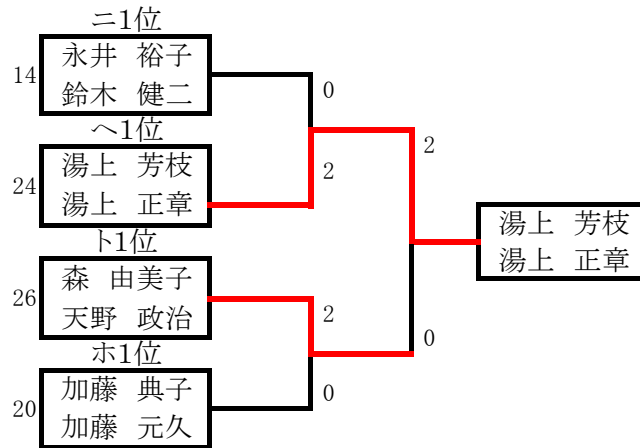 ニ1位
14
永井 裕子
鈴木 健二
0
ヘ1位
24
湯上 芳枝
湯上 正章
2
2
湯上 芳枝
湯上 正章
ト1位
26
森 由美子
天野 政治
2
0
ホ1位
20
加藤 典子
加藤 元久
0